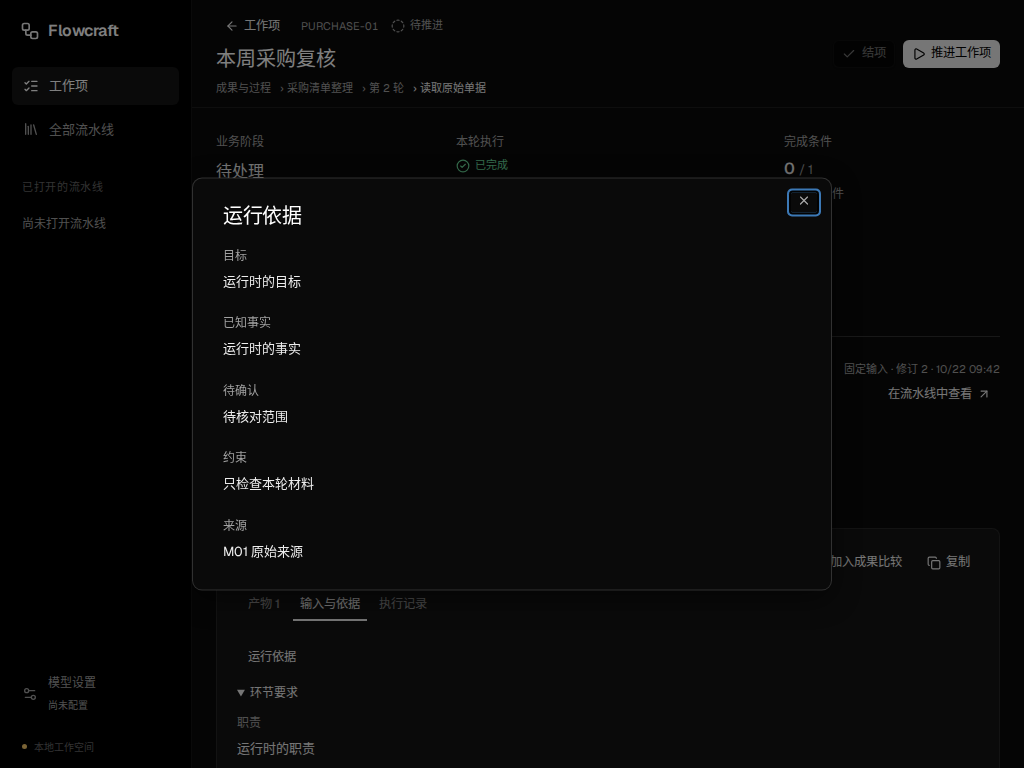 Flowcraft
工作项
全部流水线
已打开的流水线
尚未打开流水线
模型设置
尚未配置
本地工作空间
工作项 PURCHASE-01 待推进
本周采购复核
成果与过程 › 采购清单整理 › 第 2 轮 › 读取原始单据
结项
推进工作项
业务阶段
待处理
本轮执行
已完成
完成条件
0 / 1
件
运行依据
目标
运行时的目标
已知事实
运行时的事实
待确认
待核对范围
约束
只检查本轮材料
来源
M01 原始来源
固定输入 · 修订 2 · 10/22 09:42
在流水线中查看
加入成果比较
复制
产物 1 输入与依据 执行记录
运行依据
环节要求
职责
运行时的职责